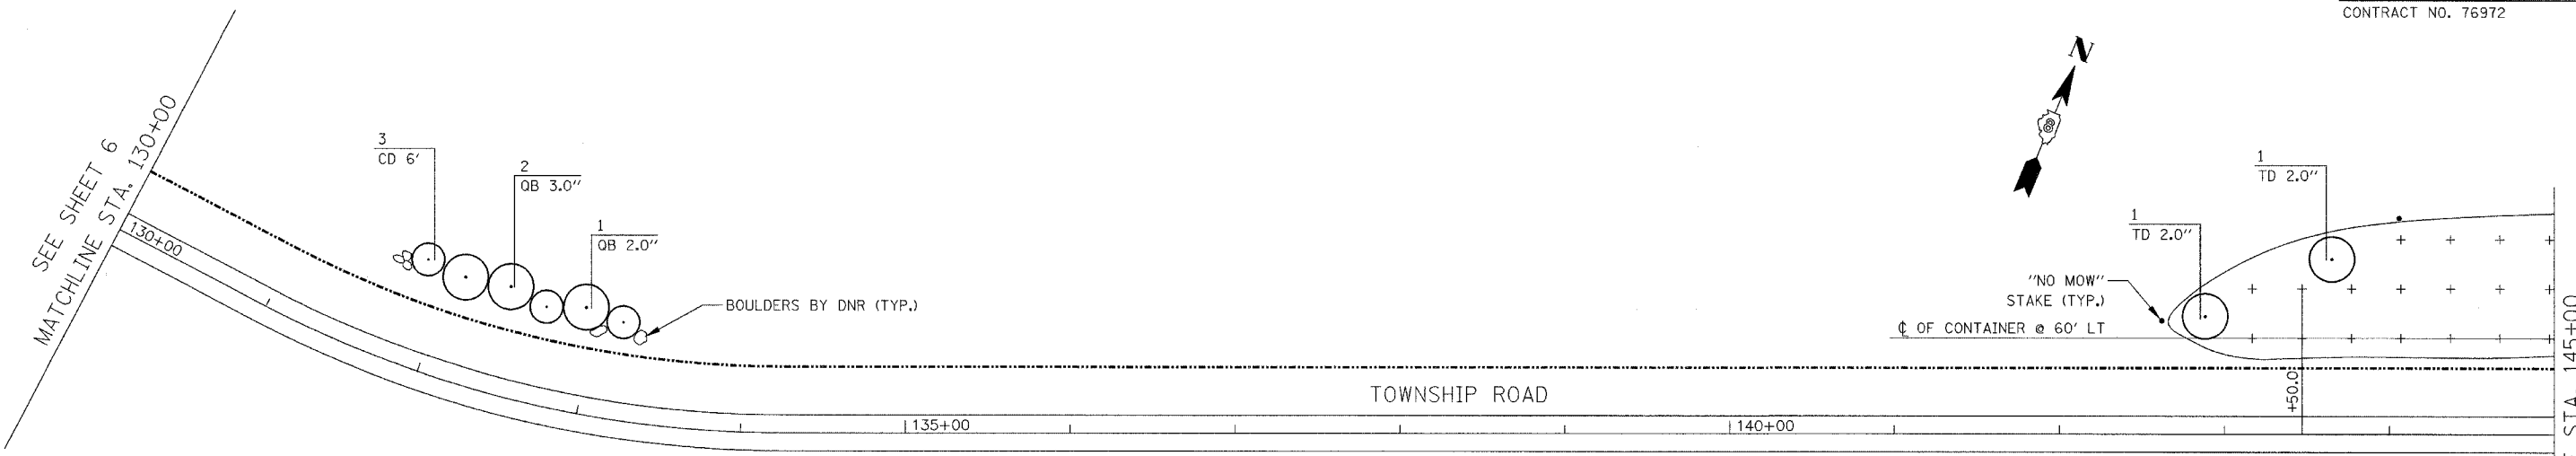 CONTRACT NO. 76972
N
SEE SHEET 6
MATCHLINE STA. 130+00
130+00
3
CD 6'
2
QB 3.0"
1
QB 2.0"
BOULDERS BY DNR (TYP.)
1
TD 2.0"
1
TD 2.0"
"NO MOW"
STAKE (TYP.)
℄ OF CONTAINER @ 60' LT
+50.0
TOWNSHIP ROAD
135+00
140+00
STA 145+00